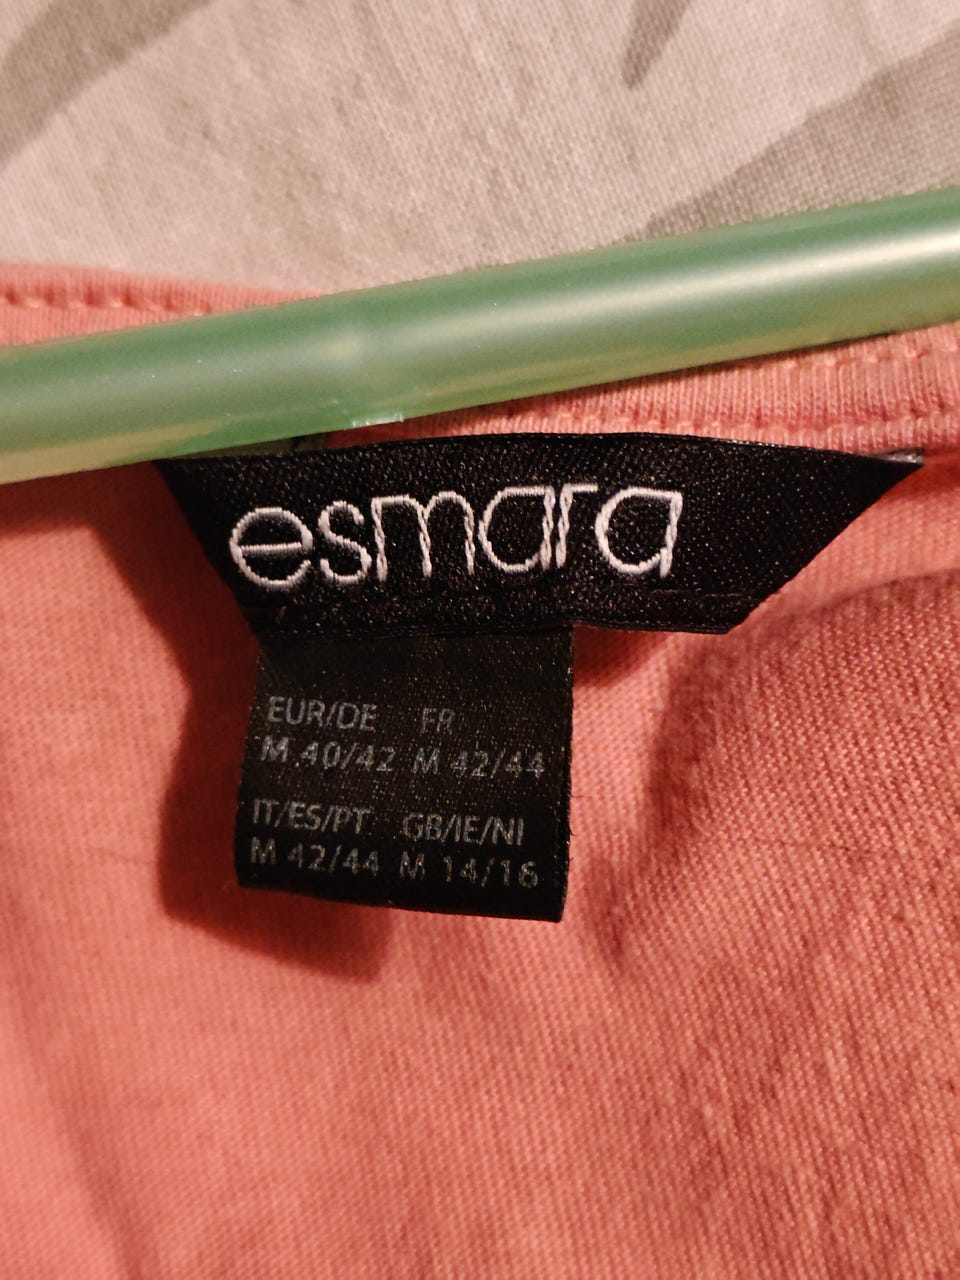 esmara
EUR/DE FR
M 40/42 M 42/44
IT/ES/PT GB/IE/NI
M 42/44 M 14/16